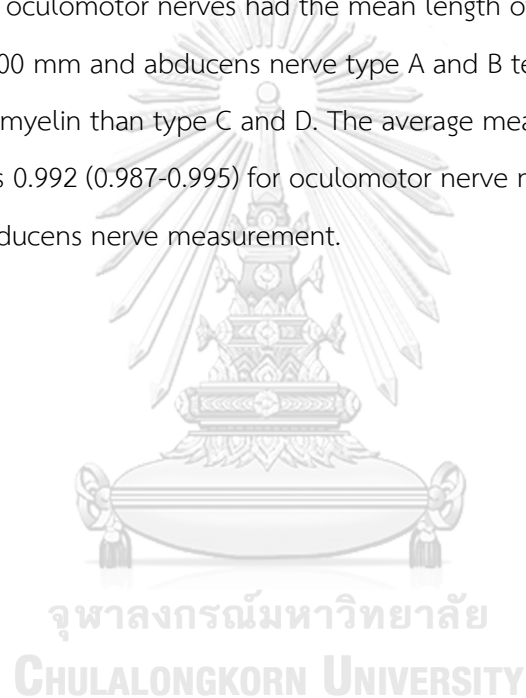 oculomotor nerves had the mean length o
00 mm and abducens nerve type A and B te
myelin than type C and D. The average mea
s 0.992 (0.987-0.995) for oculomotor nerve r
ducens nerve measurement.
จุฬาลงกรณ์มหาวิทยาลัย
CHULALONGKORN UNIVERSITY